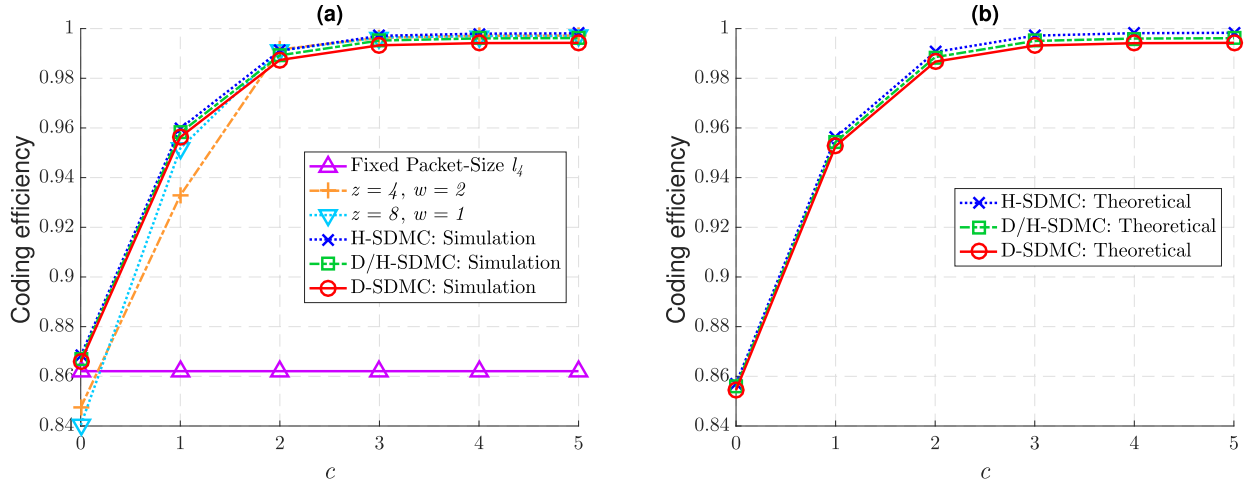 (a)
1
0.98
0.96
0.94
0.92
0.9
0.88
0.86
0.84
Coding efficiency
0 1 2 3 4 5
c
Fixed Packet-Size l4
z = 4, w = 2
z = 8, w = 1
H-SDMC: Simulation
D/H-SDMC: Simulation
D-SDMC: Simulation
(b)
1
0.98
0.96
0.94
0.92
0.9
0.88
0.86
0.84
Coding efficiency
0 1 2 3 4 5
c
H-SDMC: Theoretical
D/H-SDMC: Theoretical
D-SDMC: Theoretical